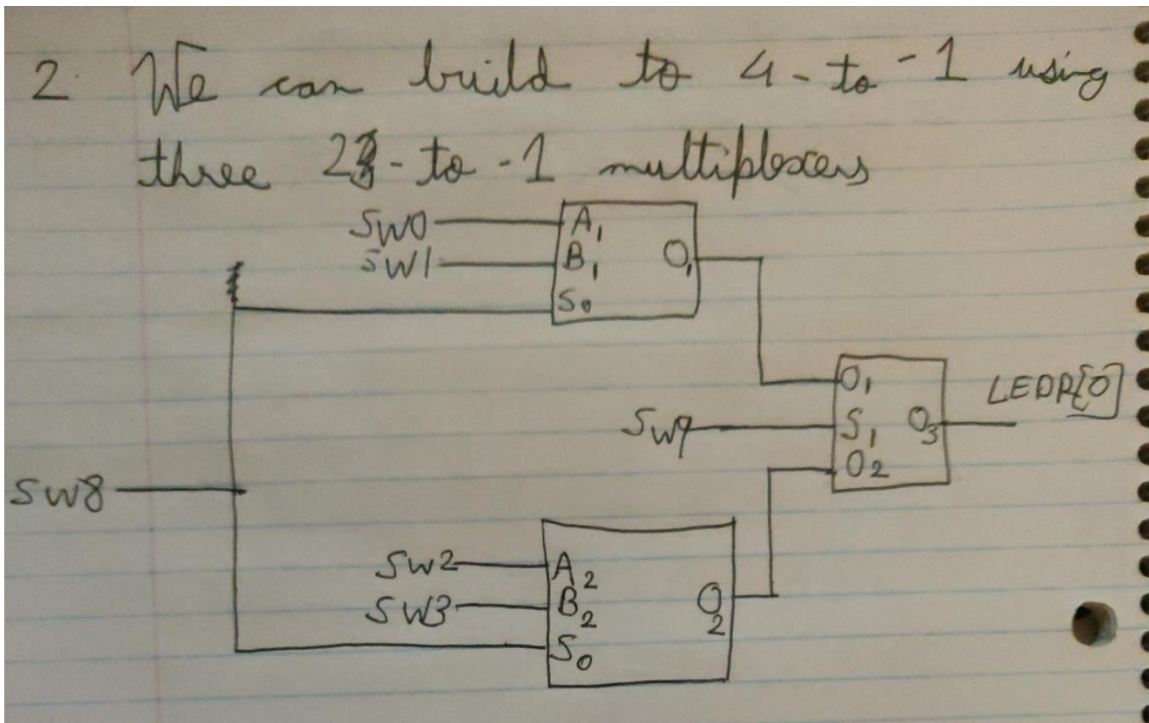 2. We can build to 4-to-1 using
three 2-to-1 multiplexers
SW0
A₁
SW1
B₁
O₁
S₀
O₁
LEDR[0]
SW9
S₁
O₃
O₂
SW8
SW2
A₂
SW3
B₂
O₂
S₀